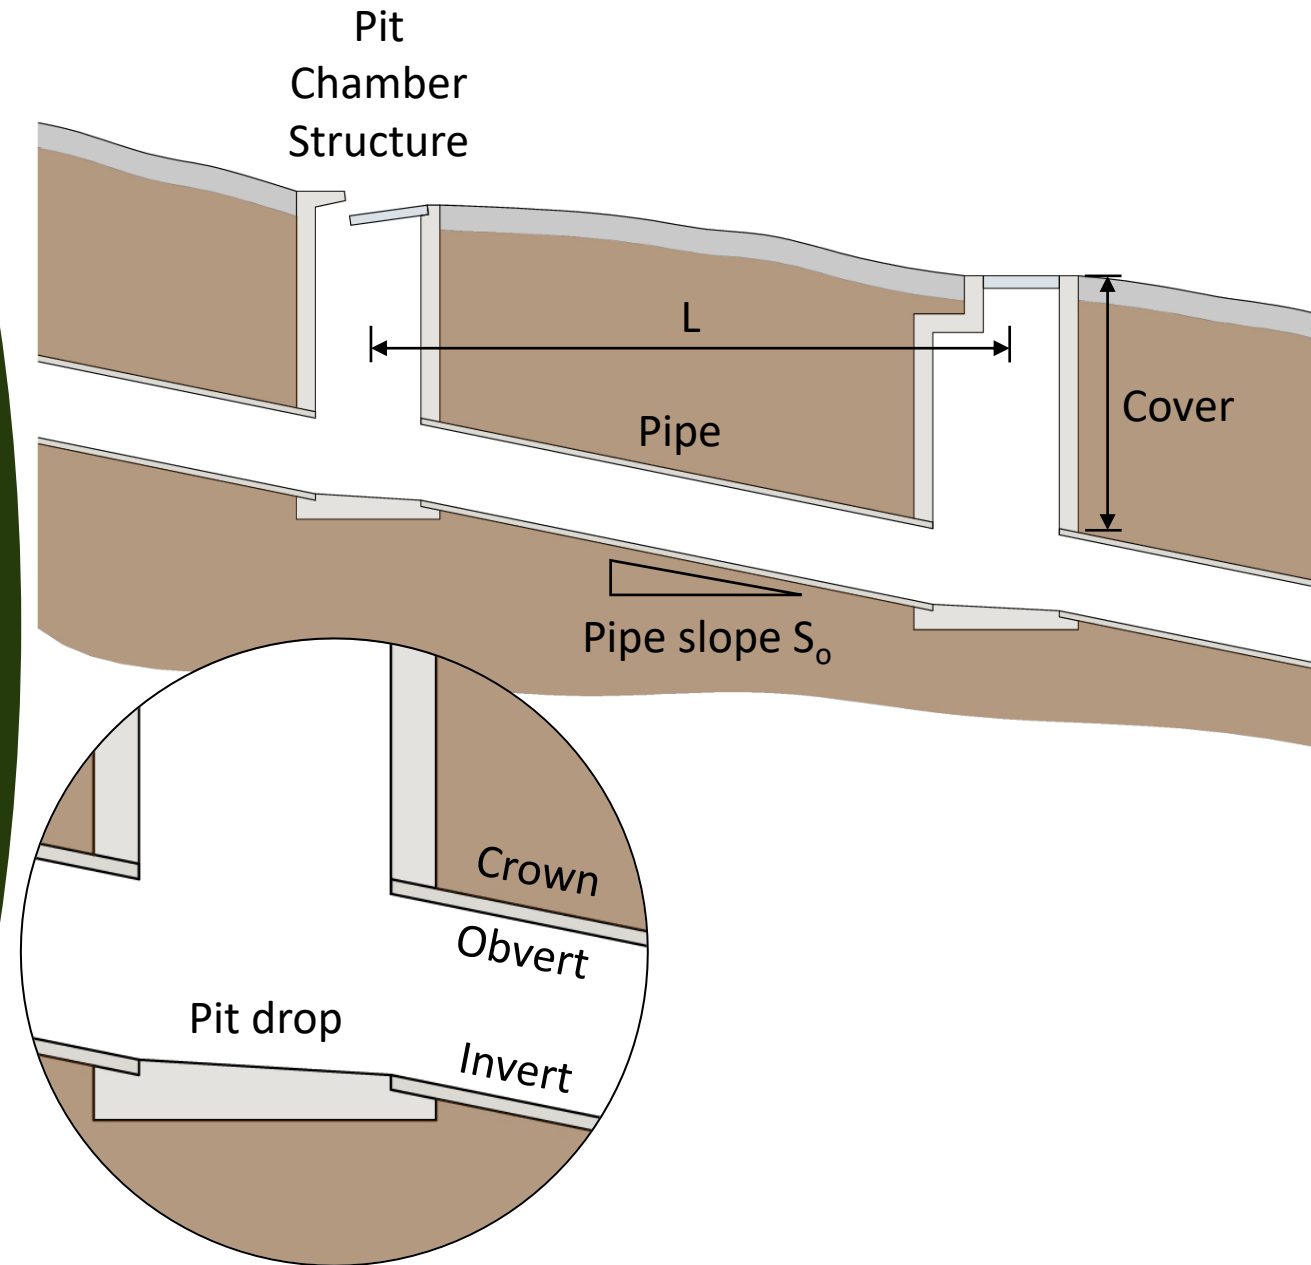 Pit
Chamber
Structure
L
Cover
Pipe
Pipe slope Sₒ
Crown
Obvert
Pit drop
Invert